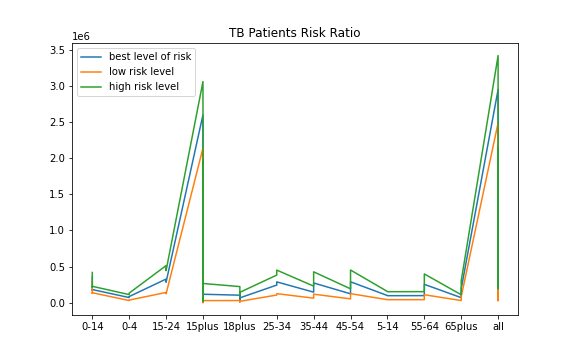 TB Patients Risk Ratio
1e6
3.5
3.0
2.5
2.0
1.5
1.0
0.5
0.0
best level of risk
low risk level
high risk level
0-14 0-4 15-24 15plus 18plus 25-34 35-44 45-54 5-14 55-64 65plus all